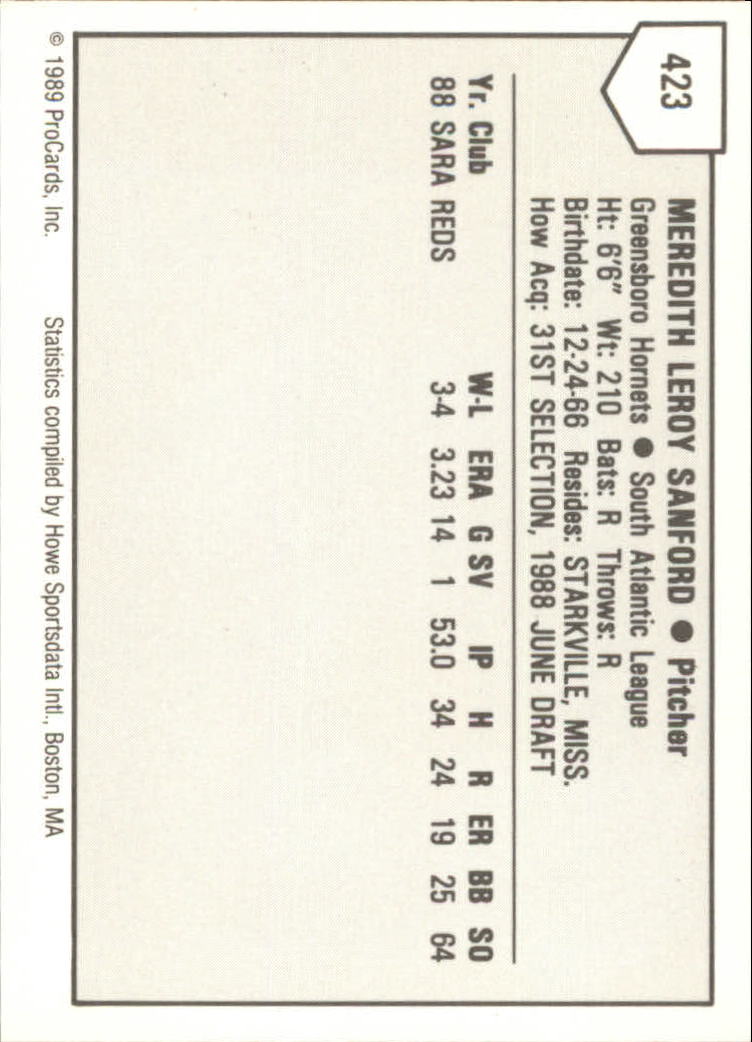 423
MEREDITH LEROY SANFORD ● Pitcher
Greensboro Hornets ● South Atlantic League
Ht: 6'6" Wt: 210 Bats: R Throws: R
Birthdate: 12-24-66 Resides: STARKVILLE, MISS.
How Acq: 31ST SELECTION, 1988 JUNE DRAFT
Yr. Club W-L ERA G SV IP H R ER BB SO
88 SARA REDS 3-4 3.23 14 1 53.0 34 24 19 25 64
© 1989 ProCards, Inc. Statistics compiled by Howe Sportsdata Intl., Boston, MA